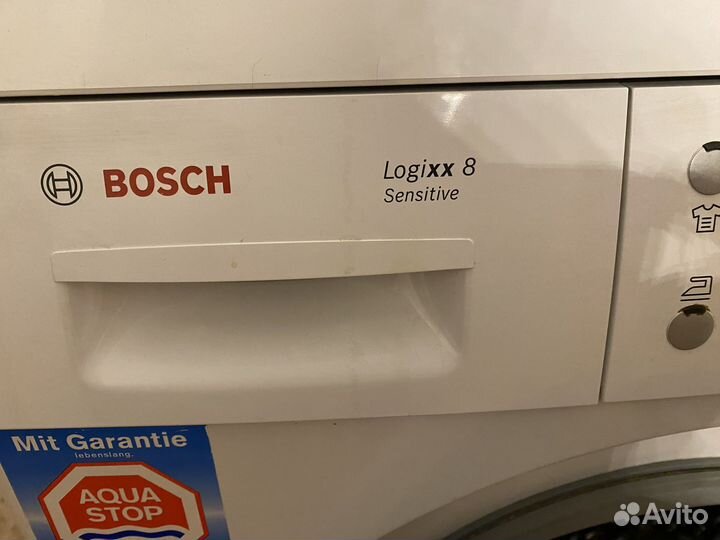 BOSCH
Logixx 8
Sensitive
Mit Garantie
lebenslang.
AQUA
STOP
Avito